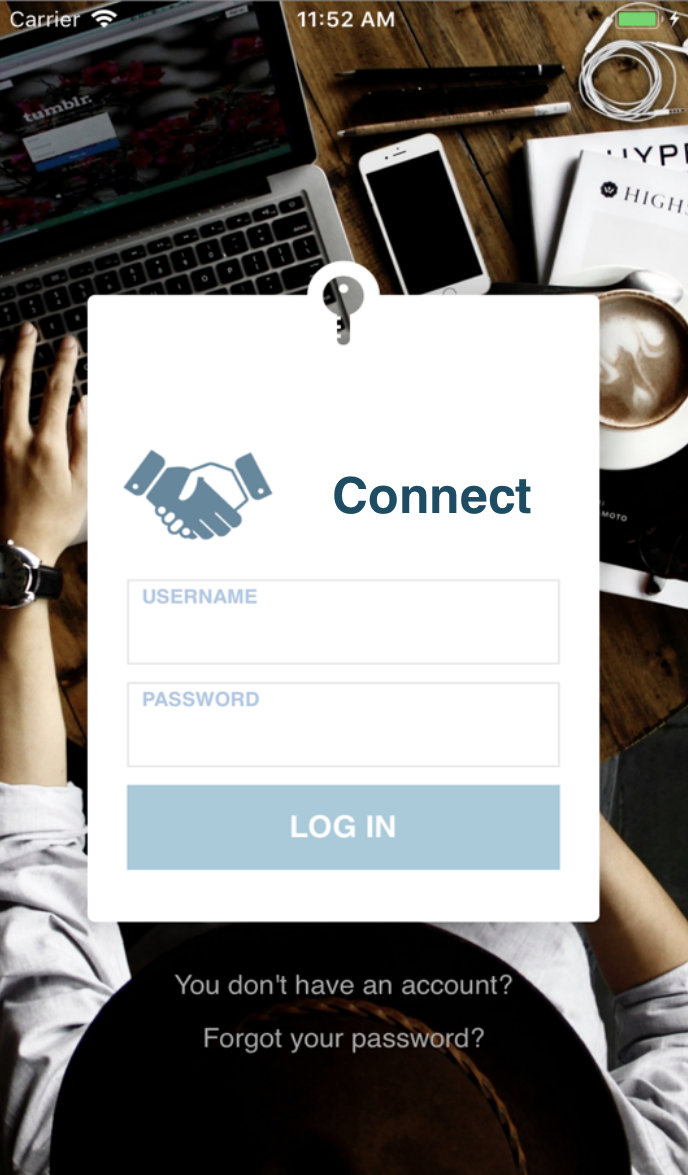 Carrier 11:52 AM
tumblr.
HYPE
HIGHS
Connect
USERNAME
PASSWORD
LOG IN
You don't have an account?
Forgot your password?